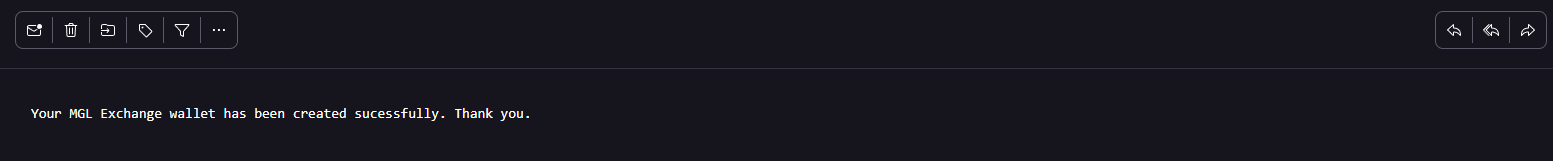 Your MGL Exchange wallet has been created sucessfully. Thank you.